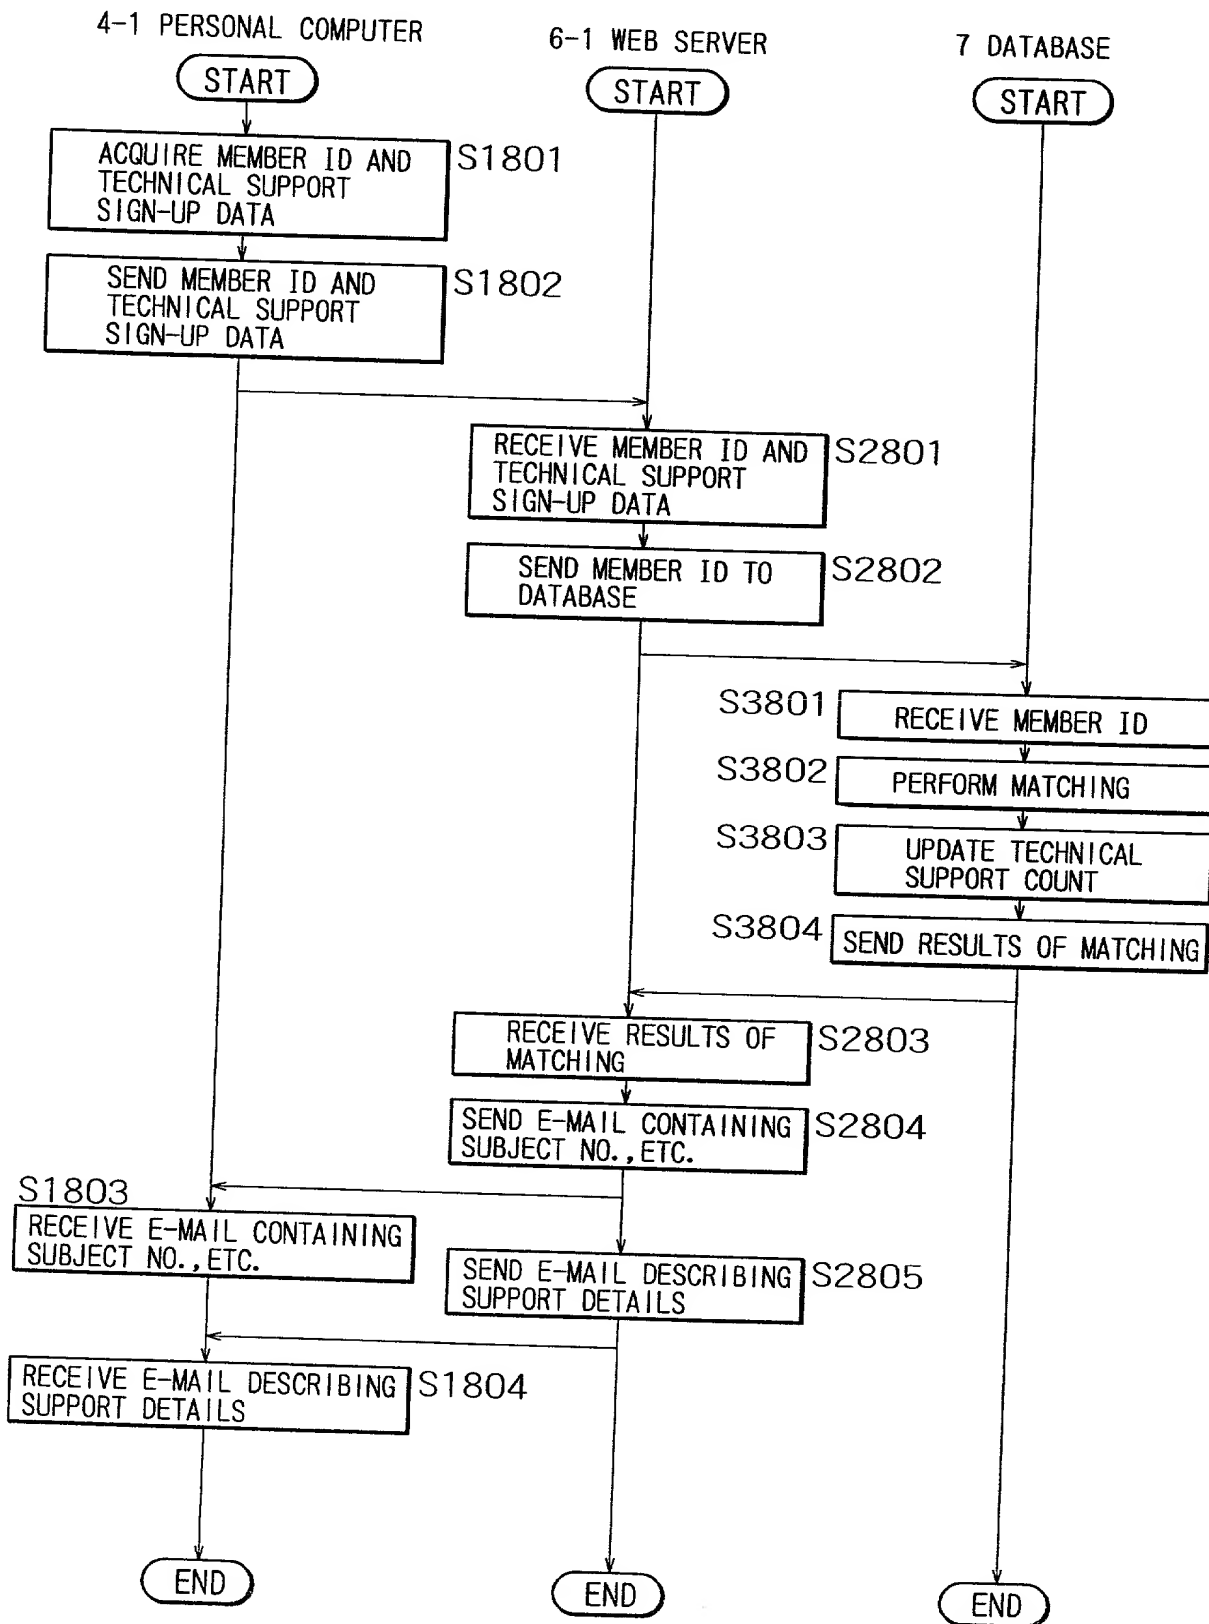 4-1 PERSONAL COMPUTER
6-1 WEB SERVER
7 DATABASE
START
START
START
ACQUIRE MEMBER ID AND
TECHNICAL SUPPORT
SIGN-UP DATA
S1801
SEND MEMBER ID AND
TECHNICAL SUPPORT
SIGN-UP DATA
S1802
RECEIVE MEMBER ID AND
TECHNICAL SUPPORT
SIGN-UP DATA
S2801
SEND MEMBER ID TO
DATABASE
S2802
S3801
RECEIVE MEMBER ID
S3802
PERFORM MATCHING
S3803
UPDATE TECHNICAL
SUPPORT COUNT
S3804
SEND RESULTS OF MATCHING
RECEIVE RESULTS OF
MATCHING
S2803
SEND E-MAIL CONTAINING
SUBJECT NO.,ETC.
S2804
S1803
RECEIVE E-MAIL CONTAINING
SUBJECT NO.,ETC.
SEND E-MAIL DESCRIBING
SUPPORT DETAILS
S2805
RECEIVE E-MAIL DESCRIBING
SUPPORT DETAILS
S1804
END
END
END